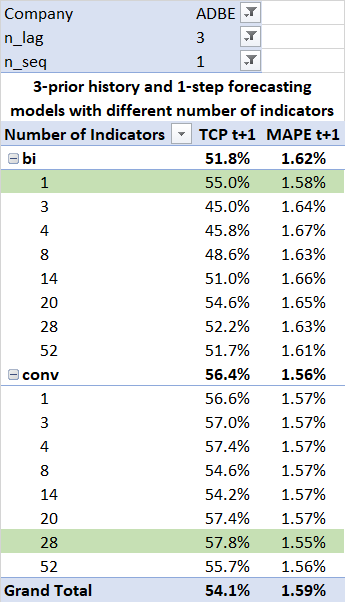 Company ADBE
n_lag 3
n_seq 1
3-prior history and 1-step forecasting
models with different number of indicators
Number of Indicators TCP t+1 MAPE t+1
bi 51.8% 1.62%
1 55.0% 1.58%
3 45.0% 1.64%
4 45.8% 1.67%
8 48.6% 1.63%
14 51.0% 1.66%
20 54.6% 1.65%
28 52.2% 1.63%
52 51.7% 1.61%
conv 56.4% 1.56%
1 56.6% 1.57%
3 57.0% 1.57%
4 57.4% 1.57%
8 54.6% 1.57%
14 54.2% 1.57%
20 57.4% 1.57%
28 57.8% 1.55%
52 55.7% 1.56%
Grand Total 54.1% 1.59%